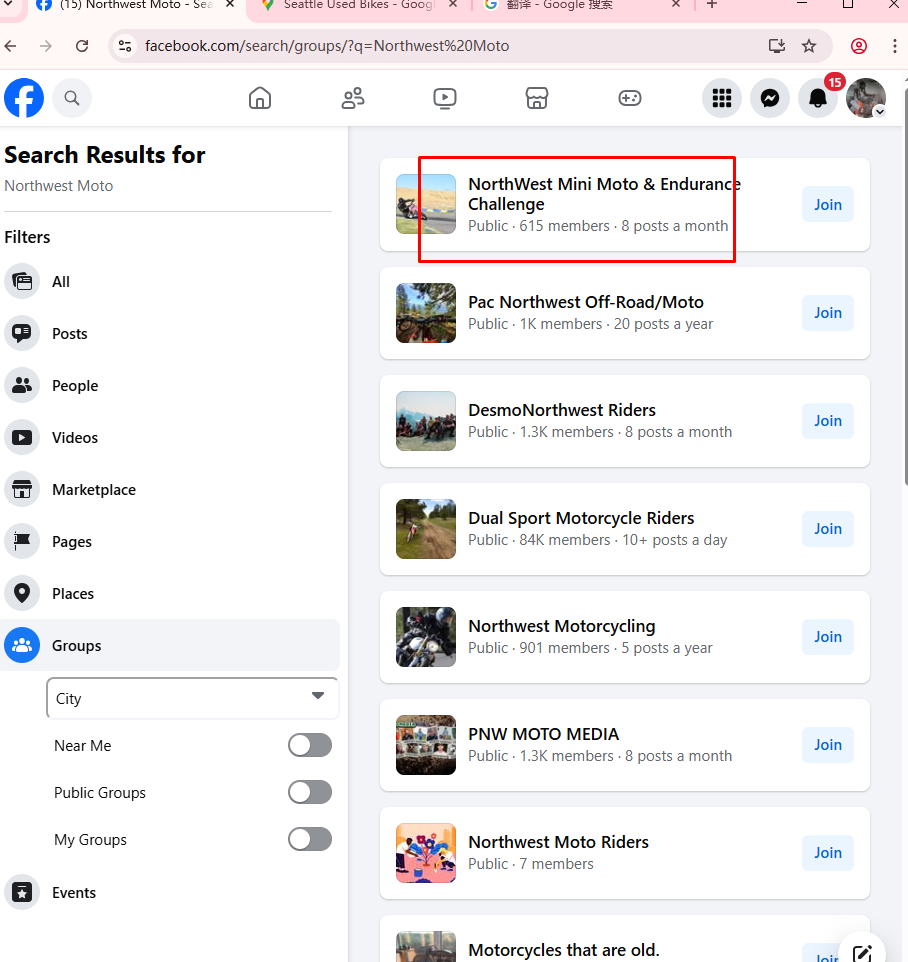 (15) Northwest Moto - Sea
Seattle Used Bikes - Googl
翻译 - Google 搜索
facebook.com/search/groups/?q=Northwest%20Moto
15
Search Results for
Northwest Moto
Filters
All
Posts
People
Videos
Marketplace
Pages
Places
Groups
City
Near Me
Public Groups
My Groups
Events
NorthWest Mini Moto & Endurance
Challenge
Public · 615 members · 8 posts a month
Join
Pac Northwest Off-Road/Moto
Public · 1K members · 20 posts a year
Join
DesmoNorthwest Riders
Public · 1.3K members · 8 posts a month
Join
Dual Sport Motorcycle Riders
Public · 84K members · 10+ posts a day
Join
Northwest Motorcycling
Public · 901 members · 5 posts a year
Join
PNW MOTO MEDIA
Public · 1.3K members · 8 posts a month
Join
Northwest Moto Riders
Public · 7 members
Join
Motorcycles that are old.
Join